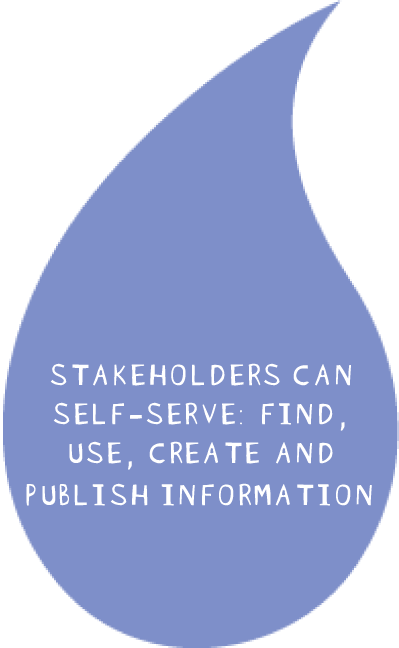 STAKEHOLDERS CAN
SELF-SERVE: FIND,
USE, CREATE AND
PUBLISH INFORMATION